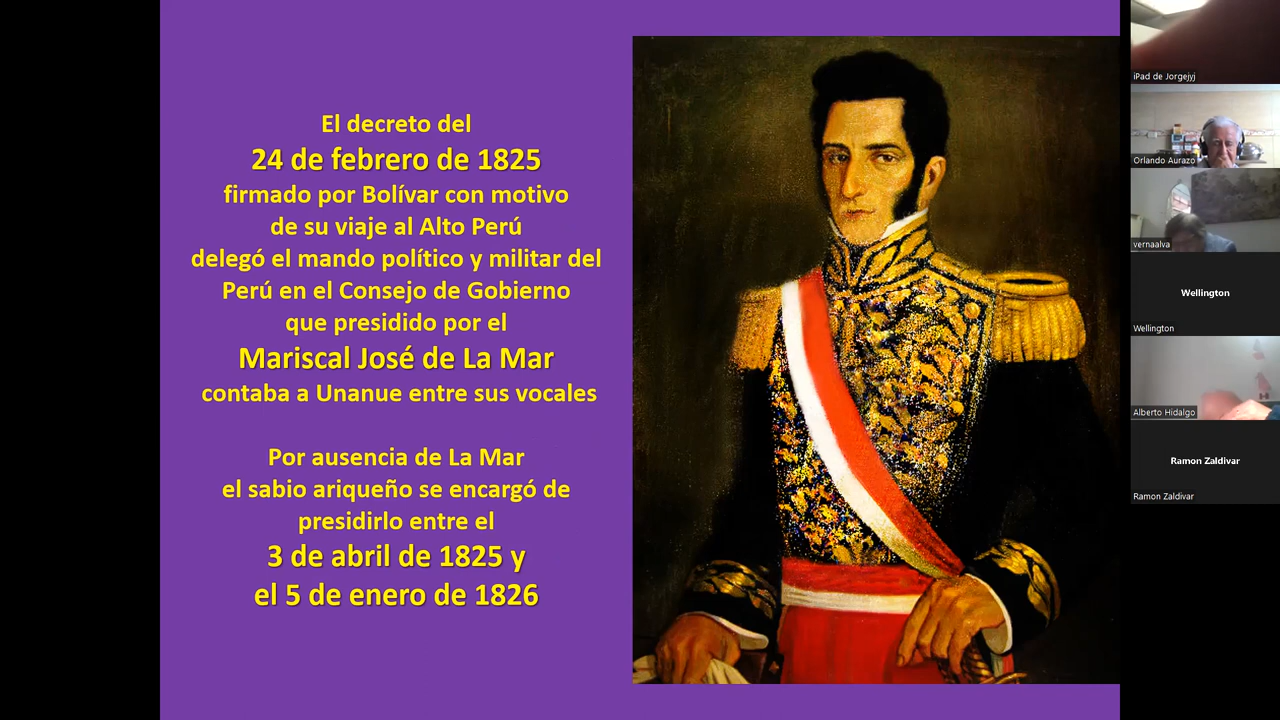 El decreto del
24 de febrero de 1825
firmado por Bolívar con motivo
de su viaje al Alto Perú
delegó el mando político y militar del
Perú en el Consejo de Gobierno
que presidido por el
Mariscal José de La Mar
contaba a Unanue entre sus vocales
Por ausencia de La Mar
el sabio ariqueño se encargó de
presidirlo entre el
3 de abril de 1825 y
el 5 de enero de 1826
iPad de Jorgejyj
Orlando Aurazo
vernaalva
Wellington
Wellington
Alberto Hidalgo
Ramon Zaldivar
Ramon Zaldivar